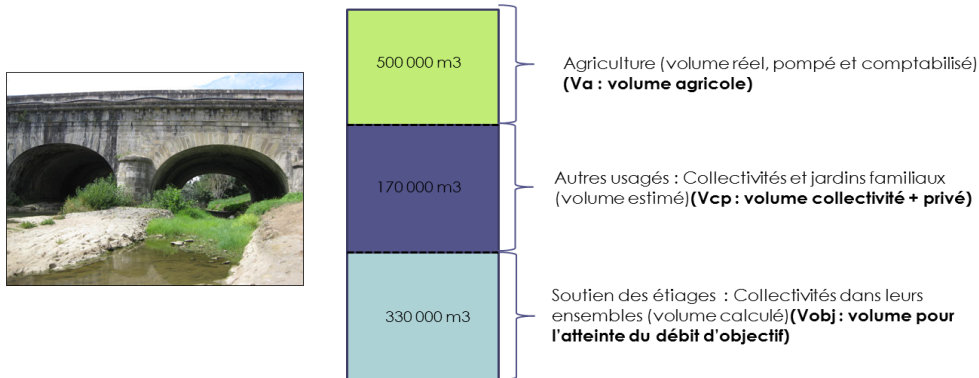 500 000 m3
Agriculture (volume réel, pompé et comptabilisé)
(Va : volume agricole)
170 000 m3
Autres usagés : Collectivités et jardins familiaux
(volume estimé)(Vcp : volume collectivité + privé)
330 000 m3
Soutien des étiages : Collectivités dans leurs
ensembles (volume calculé)(Vobj : volume pour
l'atteinte du débit d'objectif)